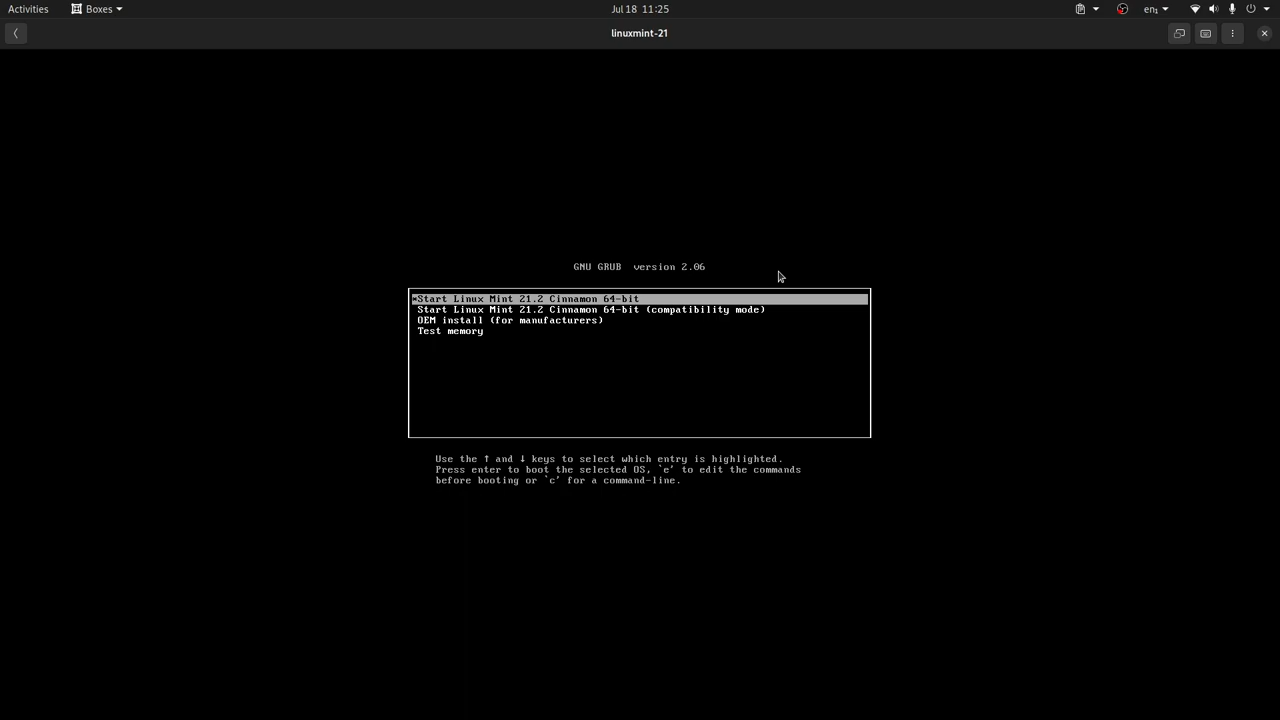 Activities
Boxes
Jul 18 11:25
en₁
linuxmint-21
GNU GRUB version 2.06
*Start Linux Mint 21.2 Cinnamon 64-bit
Start Linux Mint 21.2 Cinnamon 64-bit (compatibility mode)
OEM install (for manufacturers)
Test memory
Use the ↑ and ↓ keys to select which entry is highlighted.
Press enter to boot the selected OS, `e' to edit the commands
before booting or `c' for a command-line.